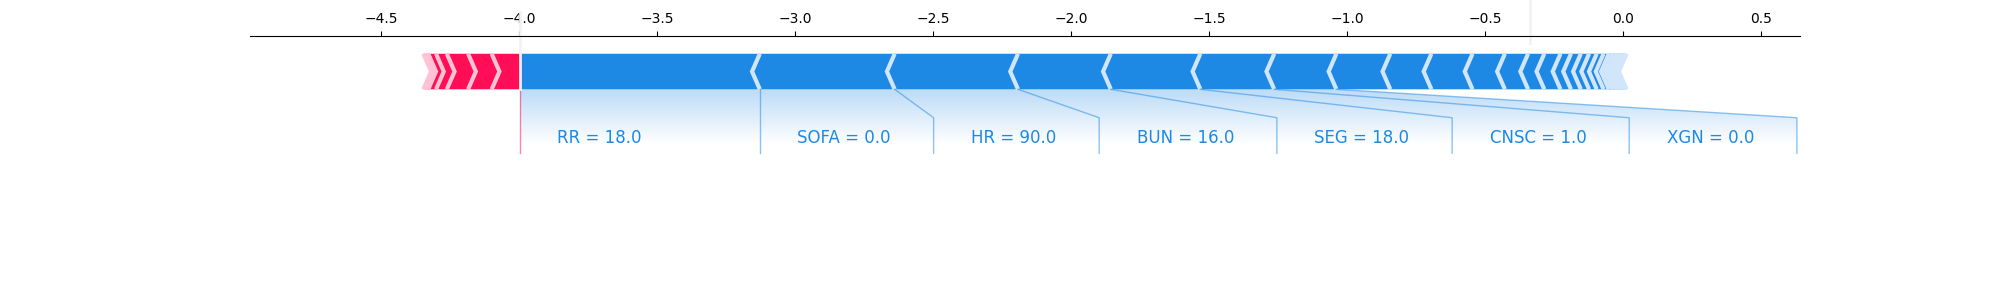 −4.5 −4.0 −3.5 −3.0 −2.5 −2.0 −1.5 −1.0 −0.5 0.0 0.5
RR = 18.0 SOFA = 0.0 HR = 90.0 BUN = 16.0 SEG = 18.0 CNSC = 1.0 XGN = 0.0